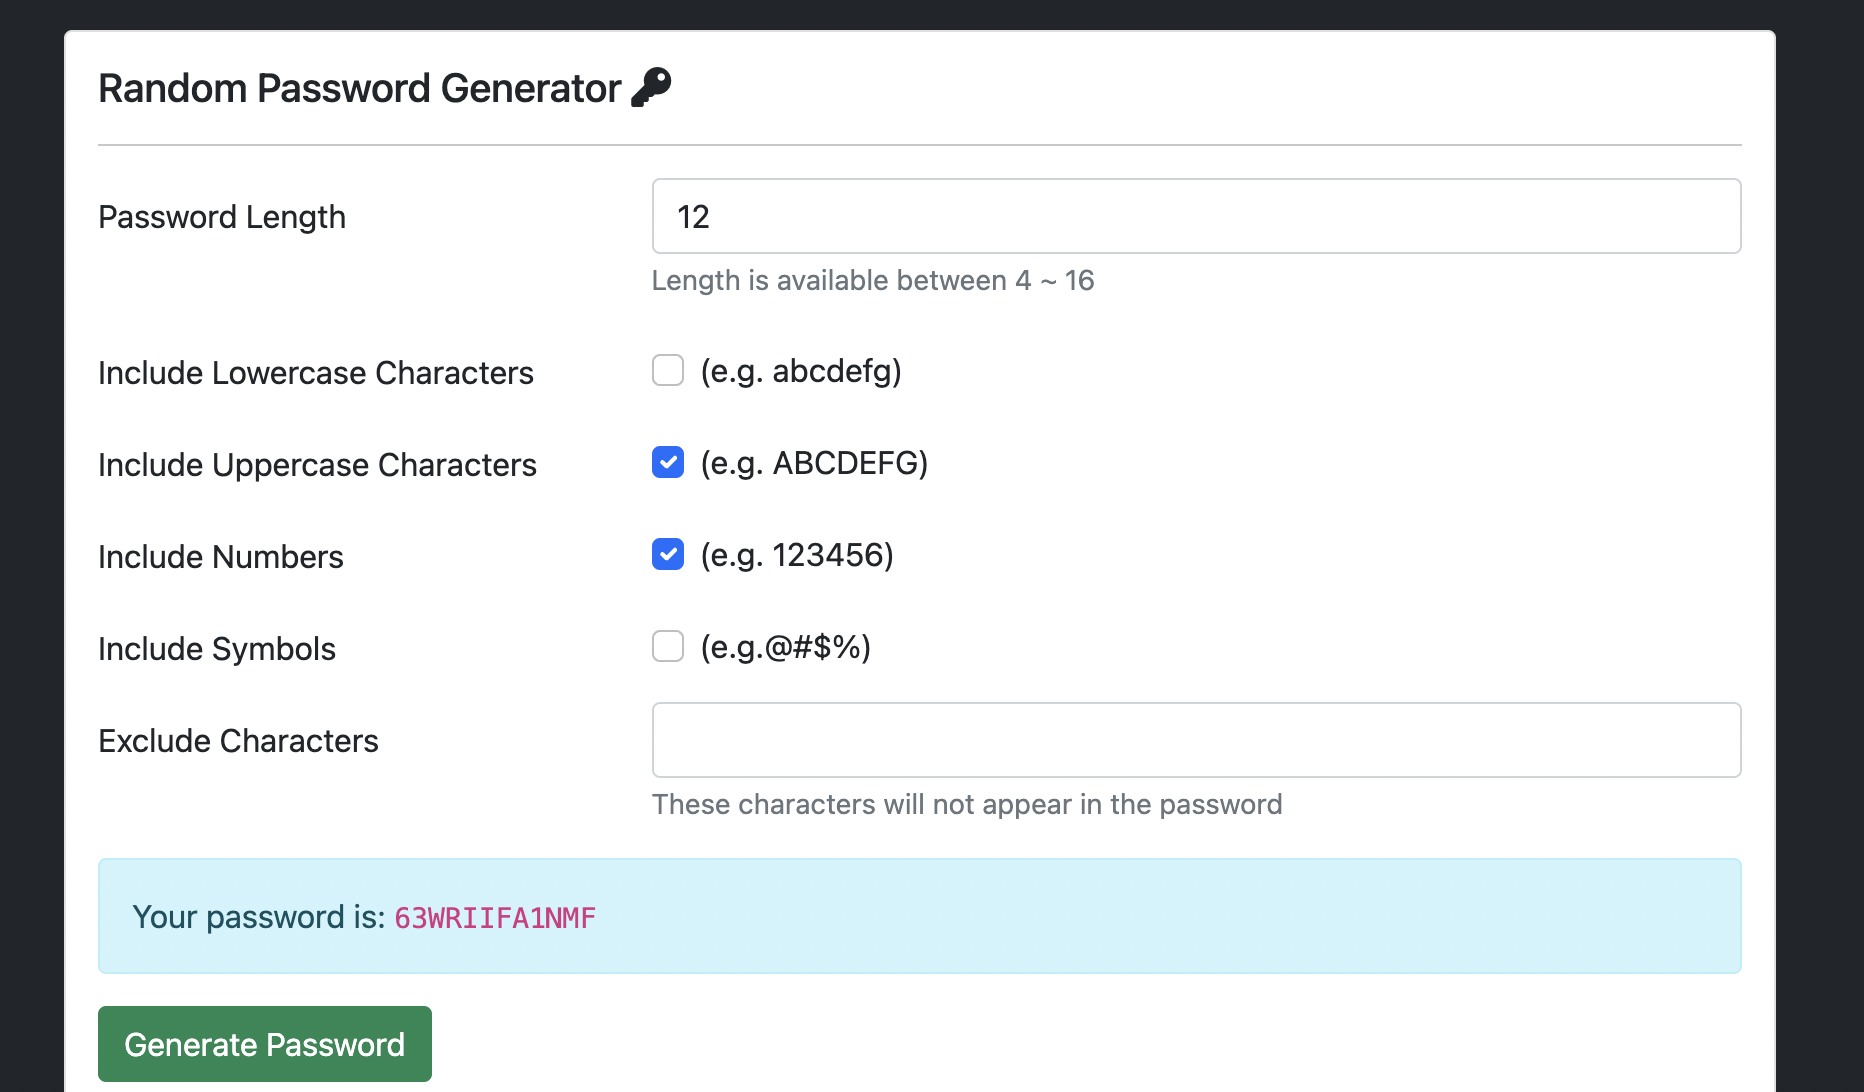 Random Password Generator
Password Length
12
Length is available between 4 ~ 16
Include Lowercase Characters
(e.g. abcdefg)
Include Uppercase Characters
(e.g. ABCDEFG)
Include Numbers
(e.g. 123456)
Include Symbols
(e.g.@#$%)
Exclude Characters
These characters will not appear in the password
Your password is: 63WRIIFA1NMF
Generate Password